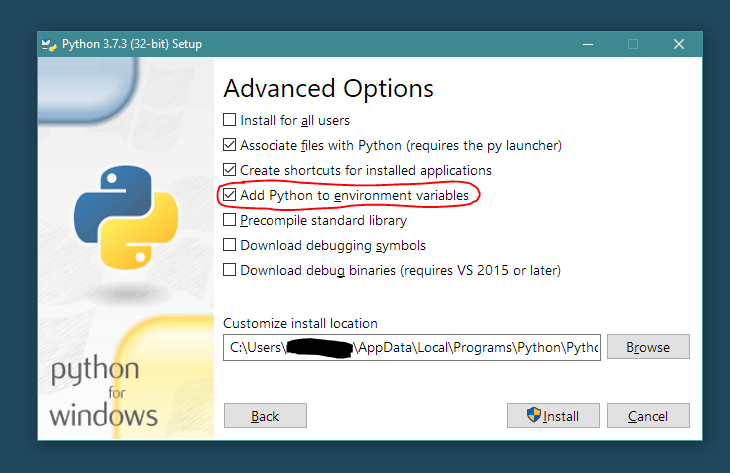 Python 3.7.3 (32-bit) Setup
Advanced Options
Install for all users
Associate files with Python (requires the py launcher)
Create shortcuts for installed applications
Add Python to environment variables
Precompile standard library
Download debugging symbols
Download debug binaries (requires VS 2015 or later)
Customize install location
C:\Users\ \AppData\Local\Programs\Python\Pytho
Browse
python
for
windows
Back
Install
Cancel